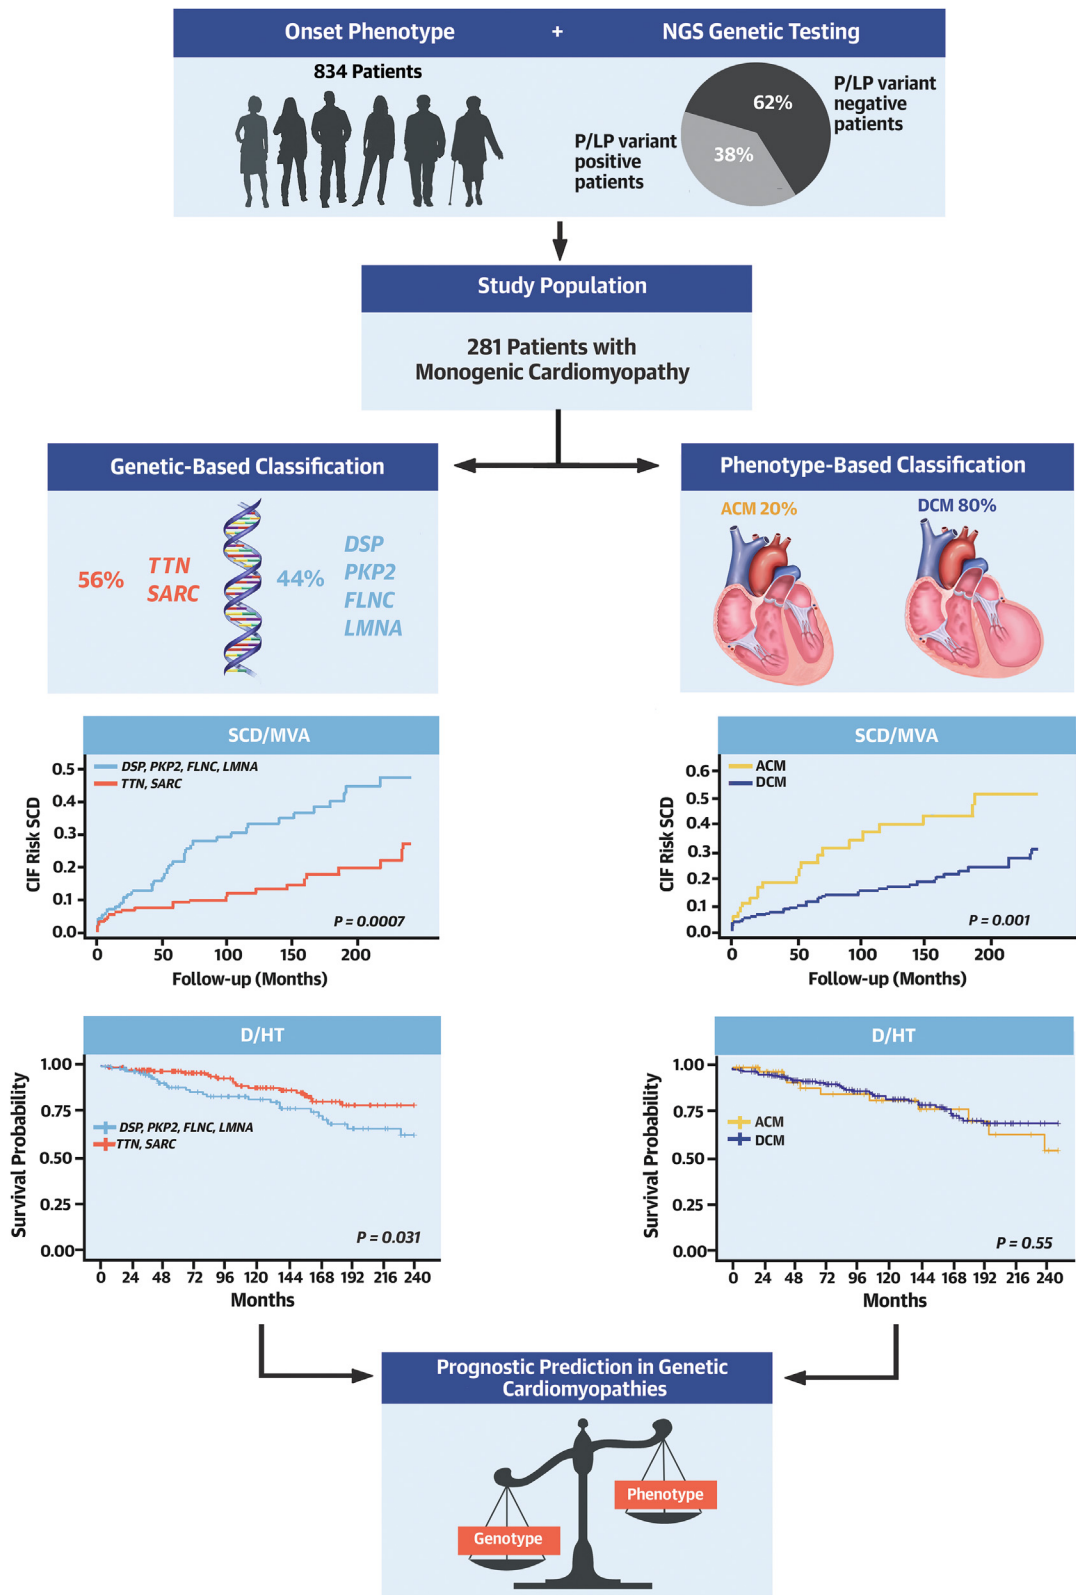 Onset Phenotype + NGS Genetic Testing
834 Patients
62%
P/LP variant
negative
patients
P/LP variant
positive
patients
38%
Study Population
281 Patients with
Monogenic Cardiomyopathy
Genetic-Based Classification
56%
TTN
SARC
44%
DSP
PKP2
FLNC
LMNA
Phenotype-Based Classification
ACM 20%
DCM 80%
SCD/MVA
CIF Risk SCD
0.5
0.4
0.3
0.2
0.1
0.0
DSP, PKP2, FLNC, LMNA
TTN, SARC
P = 0.0007
0 50 100 150 200
Follow-up (Months)
SCD/MVA
CIF Risk SCD
0.6
0.5
0.4
0.3
0.2
0.1
0.0
ACM
DCM
P = 0.001
0 50 100 150 200
Follow-up (Months)
D/HT
Survival Probability
1.00
0.75
0.50
0.25
0.00
DSP, PKP2, FLNC, LMNA
TTN, SARC
P = 0.031
0 24 48 72 96 120 144 168 192 216 240
Months
D/HT
Survival Probability
1.00
0.75
0.50
0.25
0.00
ACM
DCM
P = 0.55
0 24 48 72 96 120 144 168 192 216 240
Months
Prognostic Prediction in Genetic
Cardiomyopathies
Phenotype
Genotype